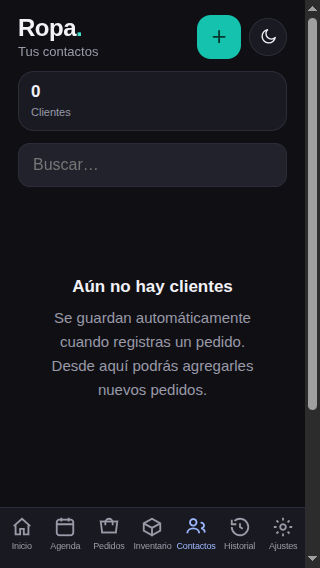 Ropa.
Tus contactos
0
Clientes
Buscar…
Aún no hay clientes
Se guardan automáticamente
cuando registras un pedido.
Desde aquí podrás agregarles
nuevos pedidos.
Inicio
Agenda
Pedidos
Inventario
Contactos
Historial
Ajustes